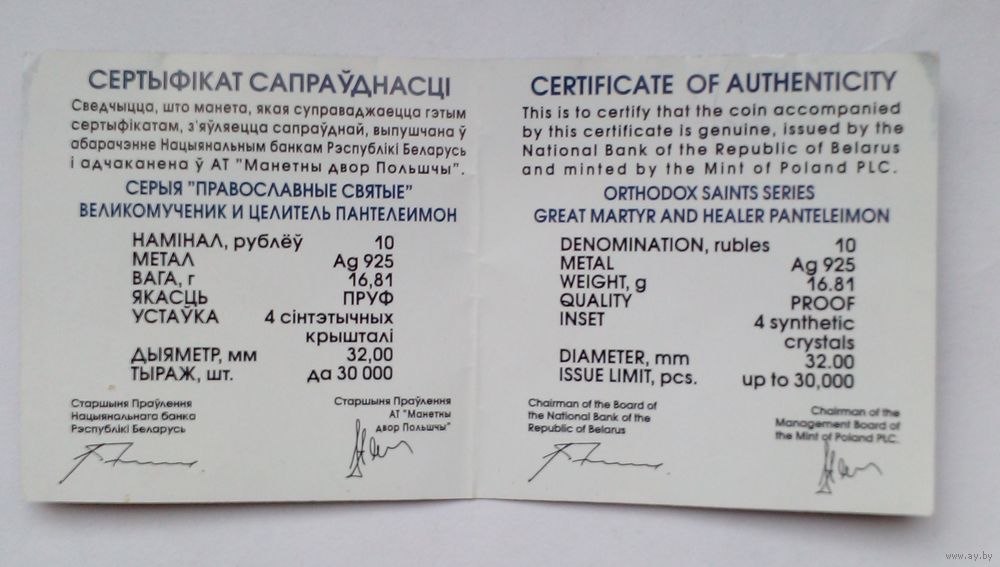 СЕРТЫФІКАТ САПРАЎДНАСЦІ
Сведчыцца, што манета, якая суправаджаецца гэтым
сертыфікатам, з'яўляецца сапраўднай, выпушчана ў
абарачэнне Нацыянальным банкам Рэспублікі Беларусь
і адчаканена ў АТ "Манетны двор Польшчы".
СЕРЫЯ "ПРАВОСЛАВНЫЕ СВЯТЫЕ"
ВЕЛИКОМУЧЕНИК И ЦЕЛИТЕЛЬ ПАНТЕЛЕИМОН
НАМІНАЛ, рублёў 10
МЕТАЛ Ag 925
ВАГА, г 16,81
ЯКАСЦЬ ПРУФ
УСТАЎКА 4 сінтэтычных
крышталі
ДЫЯМЕТР, мм 32,00
ТЫРАЖ, шт. да 30 000
Старшыня Праўлення
Нацыянальнага банка
Рэспублікі Беларусь
Старшыня Праўлення
АТ "Манетны
двор Польшчы"
CERTIFICATE OF AUTHENTICITY
This is to certify that the coin accompanied
by this certificate is genuine, issued by the
National Bank of the Republic of Belarus
and minted by the Mint of Poland PLC.
ORTHODOX SAINTS SERIES
GREAT MARTYR AND HEALER PANTELEIMON
DENOMINATION, rubles 10
METAL Ag 925
WEIGHT, g 16.81
QUALITY PROOF
INSET 4 synthetic
crystals
DIAMETER, mm 32.00
ISSUE LIMIT, pcs. up to 30,000
Chairman of the Board of
the National Bank of the
Republic of Belarus
Chairman of the
Management Board of
the Mint of Poland PLC.
www.ay.by